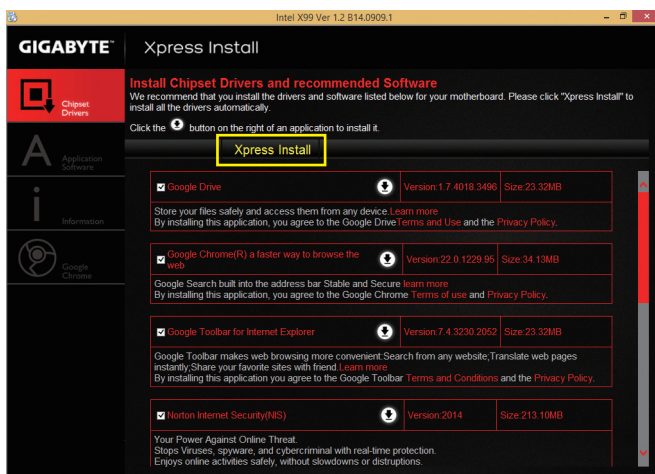 Intel X99 Ver 1.2 B14.0909.1
GIGABYTE™
Xpress Install
Chipset
Drivers
Application
Software
Information
Google
Chrome
Install Chipset Drivers and recommended Software
We recommend that you install the drivers and software listed below for your motherboard. Please click "Xpress Install" to
install all the drivers automatically.
Click the button on the right of an application to install it.
Xpress Install
Google Drive Version:1.7.4018.3496 Size:23.32MB
Store your files safely and access them from any device.Learn more
By installing this application, you agree to the Google DriveTerms and Use and the Privacy Policy.
Google Chrome(R) a faster way to browse the
web Version:22.0.1229.95 Size:34.13MB
Google Search built into the address bar Stable and Secure learn more
By installing this application, you agree to the Google Chrome Terms of use and Privacy Policy.
Google Toolbar for Internet Explorer Version:7.4.3230.2052 Size:23.32MB
Google Toolbar makes web browsing more convenient:Search from any website;Translate web pages
instantly;Share your favorite sites with friend.Learn more
By installing this application you agree to the Google Toolbar Terms and Conditions and the Privacy Policy.
Norton Internet Security(NIS) Version:2014 Size:213.10MB
Your Power Against Online Threat.
Stops Viruses, spyware, and cybercriminal with real-time protection.
Enjoys online activities safely, without slowdowns or distruptions.